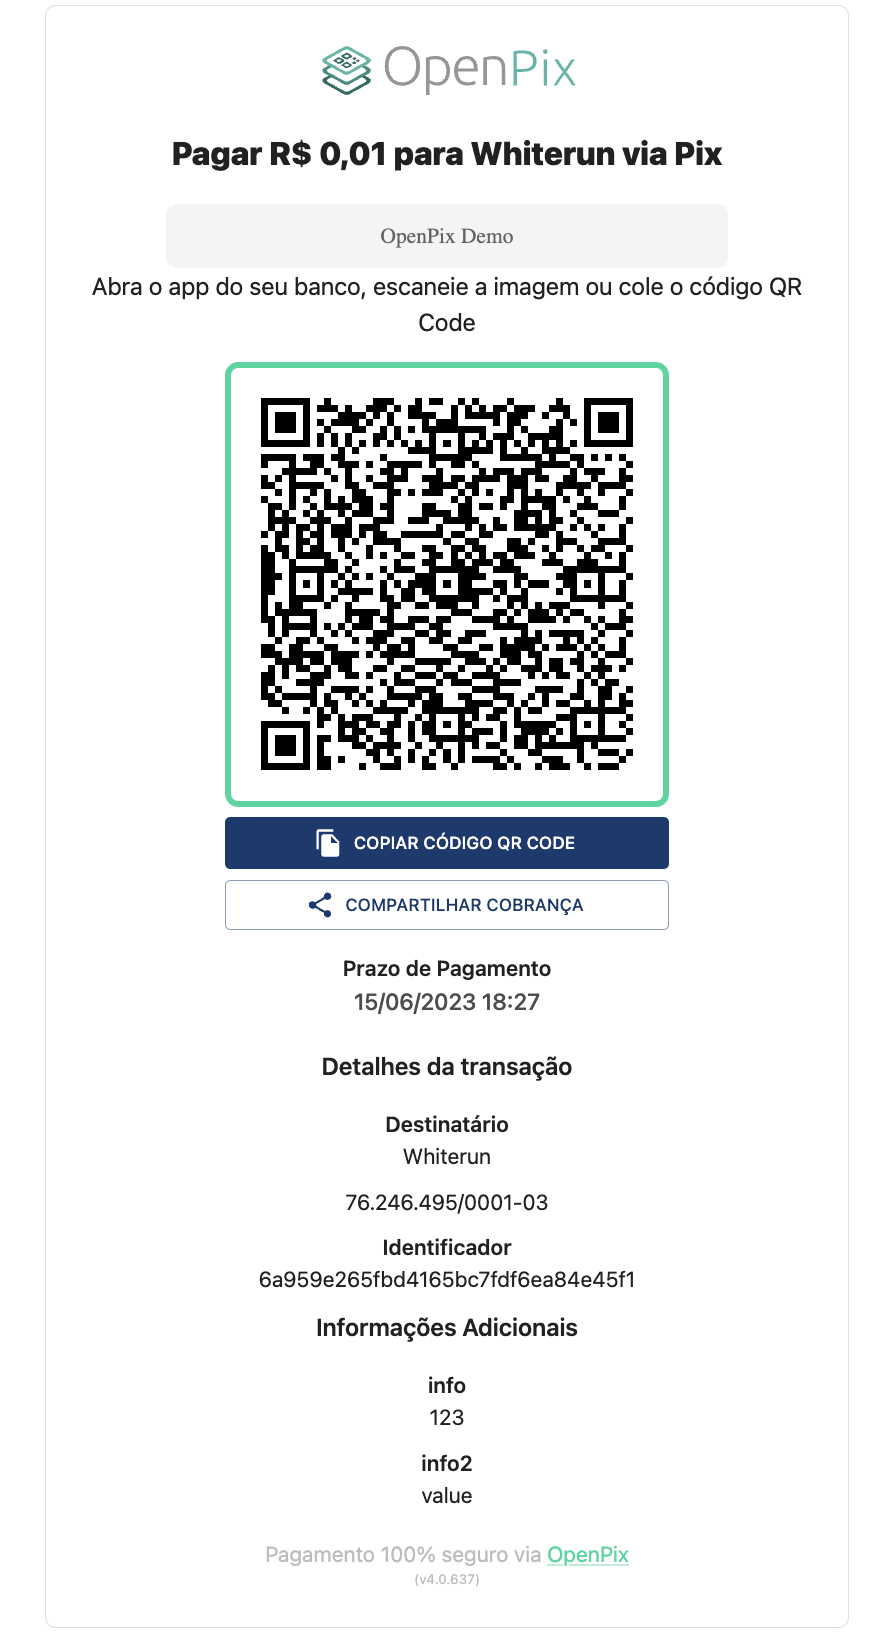 OpenPix
Pagar R$ 0,01 para Whiterun via Pix
OpenPix Demo
Abra o app do seu banco, escaneie a imagem ou cole o código QR
Code
COPIAR CÓDIGO QR CODE
COMPARTILHAR COBRANÇA
Prazo de Pagamento
15/06/2023 18:27
Detalhes da transação
Destinatário
Whiterun
76.246.495/0001-03
Identificador
6a959e265fbd4165bc7fdf6ea84e45f1
Informações Adicionais
info
123
info2
value
Pagamento 100% seguro via OpenPix
(v4.0.637)